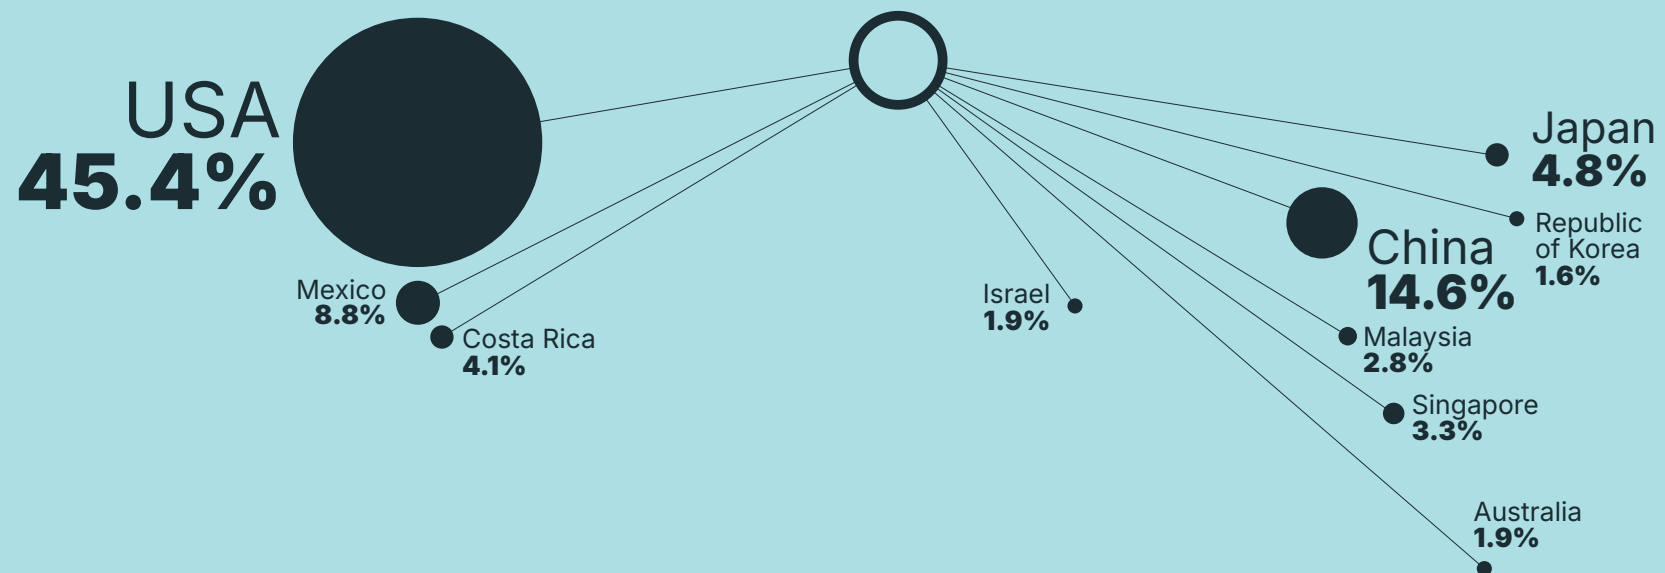 USA
45.4%
Mexico
8.8%
Costa Rica
4.1%
Israel
1.9%
Japan
4.8%
Republic
of Korea
1.6%
China
14.6%
Malaysia
2.8%
Singapore
3.3%
Australia
1.9%